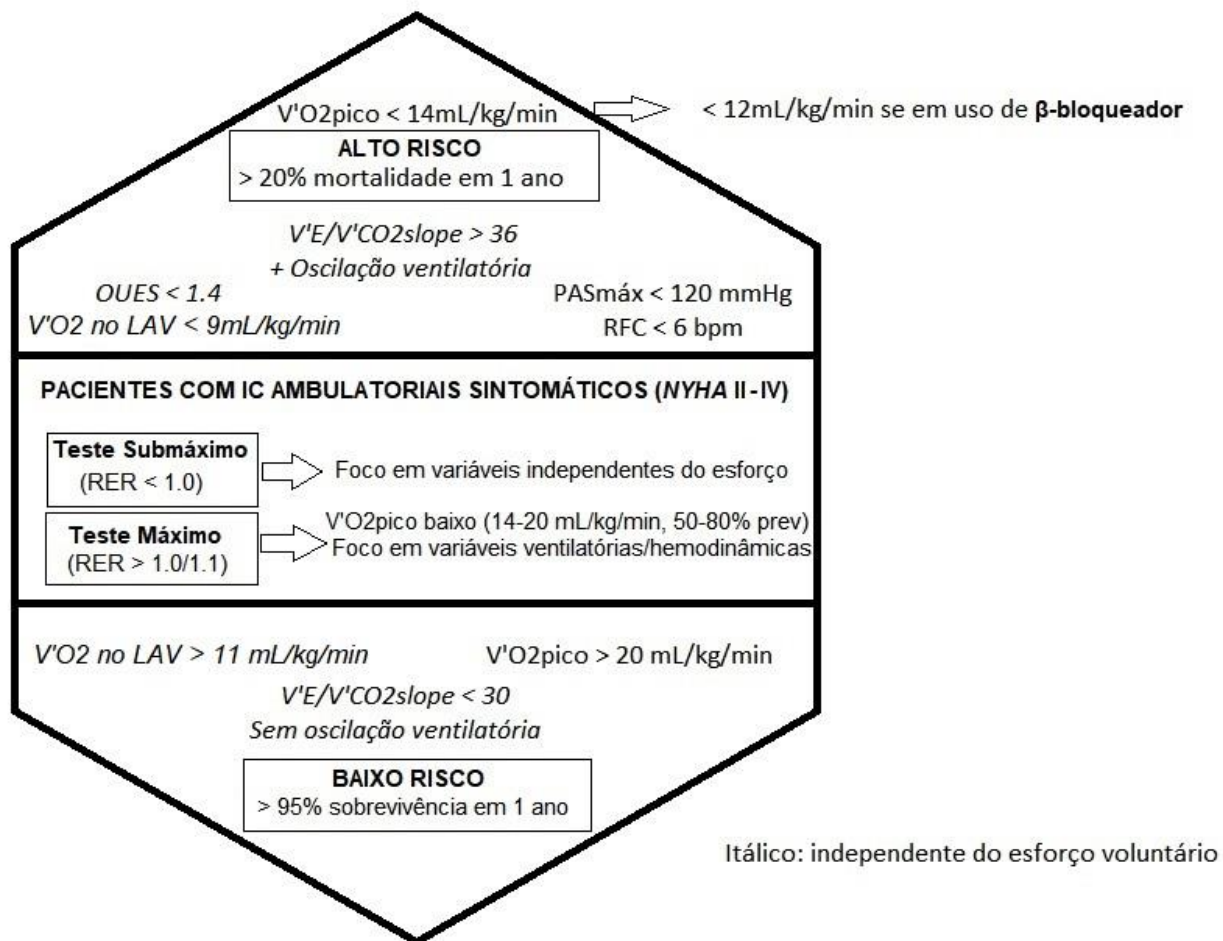 V'O2pico < 14mL/kg/min
< 12mL/kg/min se em uso de β-bloqueador
ALTO RISCO
> 20% mortalidade em 1 ano
V'E/V'CO2slope > 36
+ Oscilação ventilatória
OUES < 1.4
PASmáx < 120 mmHg
V'O2 no LAV < 9mL/kg/min
RFC < 6 bpm
PACIENTES COM IC AMBULATORIAIS SINTOMÁTICOS (NYHA II-IV)
Teste Submáximo
(RER < 1.0)
Foco em variáveis independentes do esforço
Teste Máximo
(RER > 1.0/1.1)
V'O2pico baixo (14-20 mL/kg/min, 50-80% prev)
Foco em variáveis ventilatórias/hemodinâmicas
V'O2 no LAV > 11 mL/kg/min
V'O2pico > 20 mL/kg/min
V'E/V'CO2slope < 30
Sem oscilação ventilatória
BAIXO RISCO
> 95% sobrevivência em 1 ano
Itálico: independente do esforço voluntário